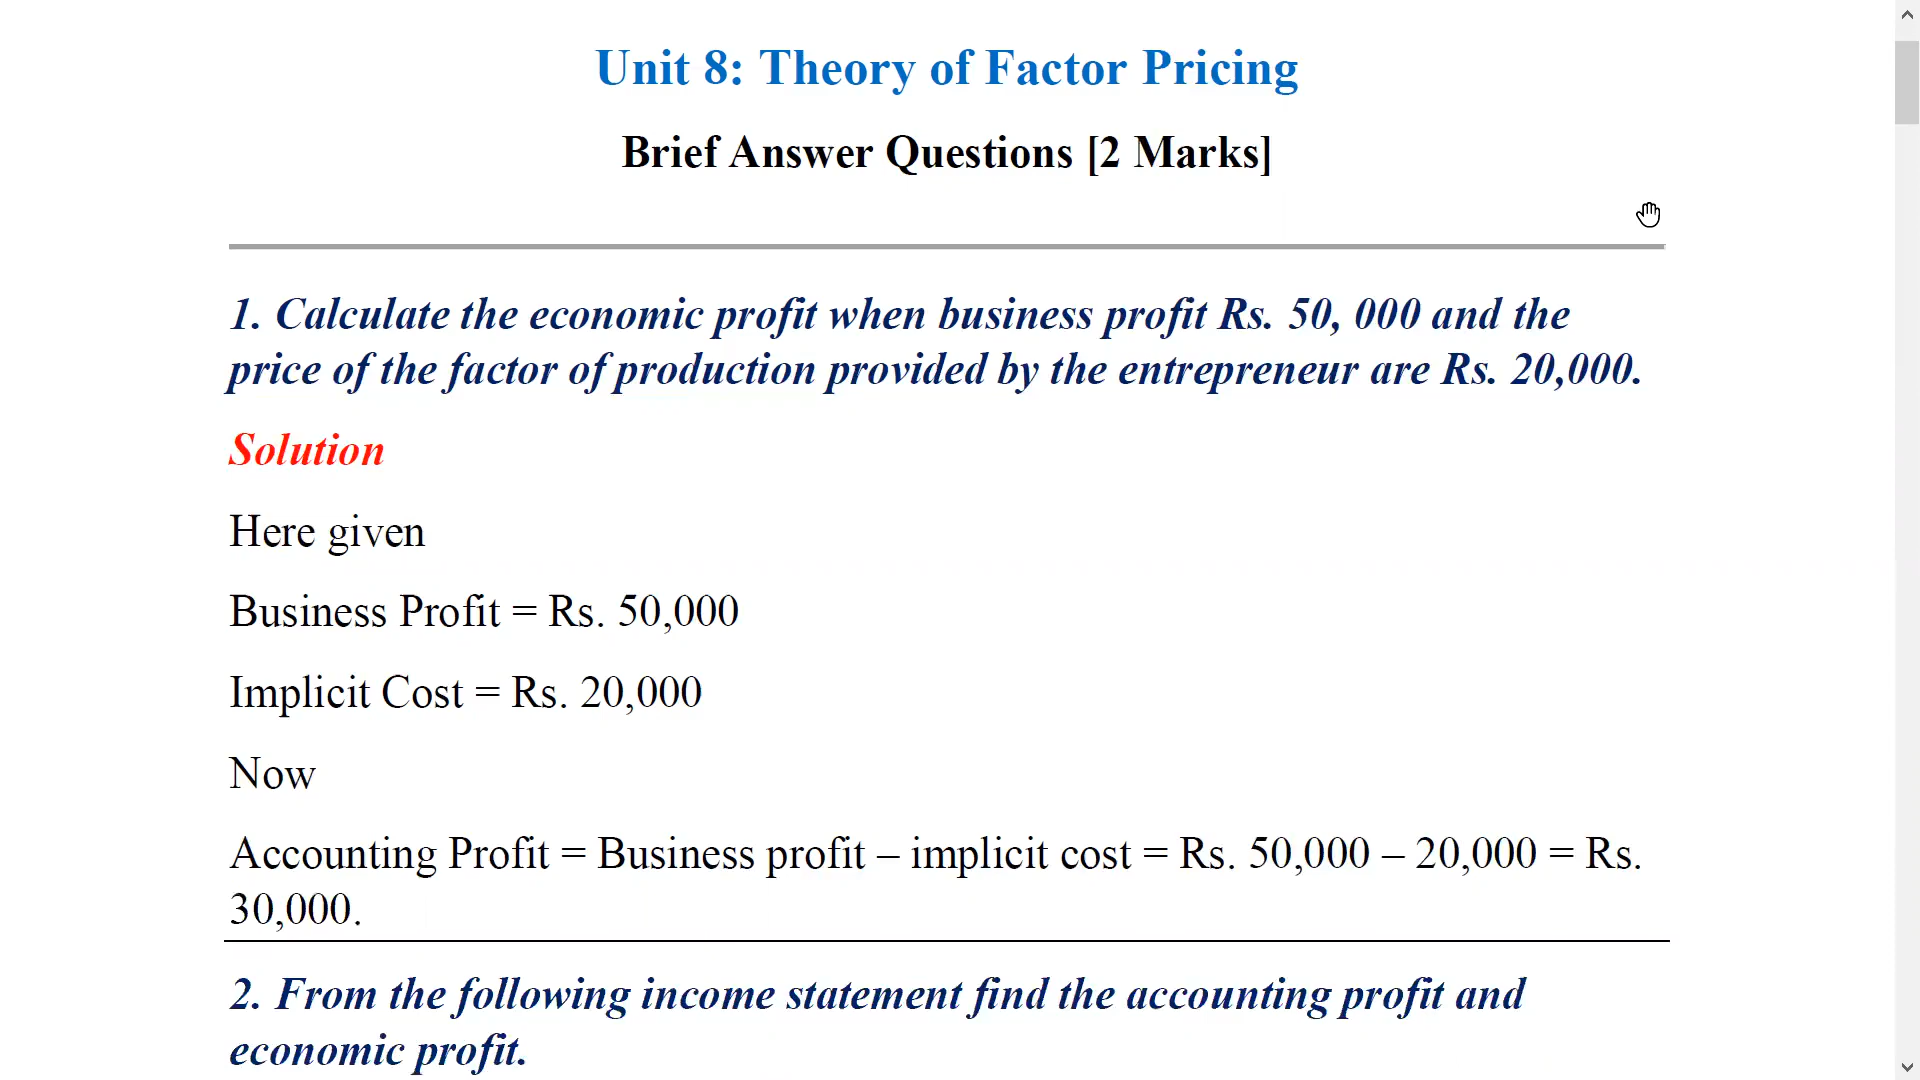 Unit 8: Theory of Factor Pricing
Brief Answer Questions [2 Marks]
1. Calculate the economic profit when business profit Rs. 50, 000 and the
price of the factor of production provided by the entrepreneur are Rs. 20,000.
Solution
Here given
Business Profit = Rs. 50,000
Implicit Cost = Rs. 20,000
Now
Accounting Profit = Business profit – implicit cost = Rs. 50,000 – 20,000 = Rs.
30,000.
2. From the following income statement find the accounting profit and
economic profit.